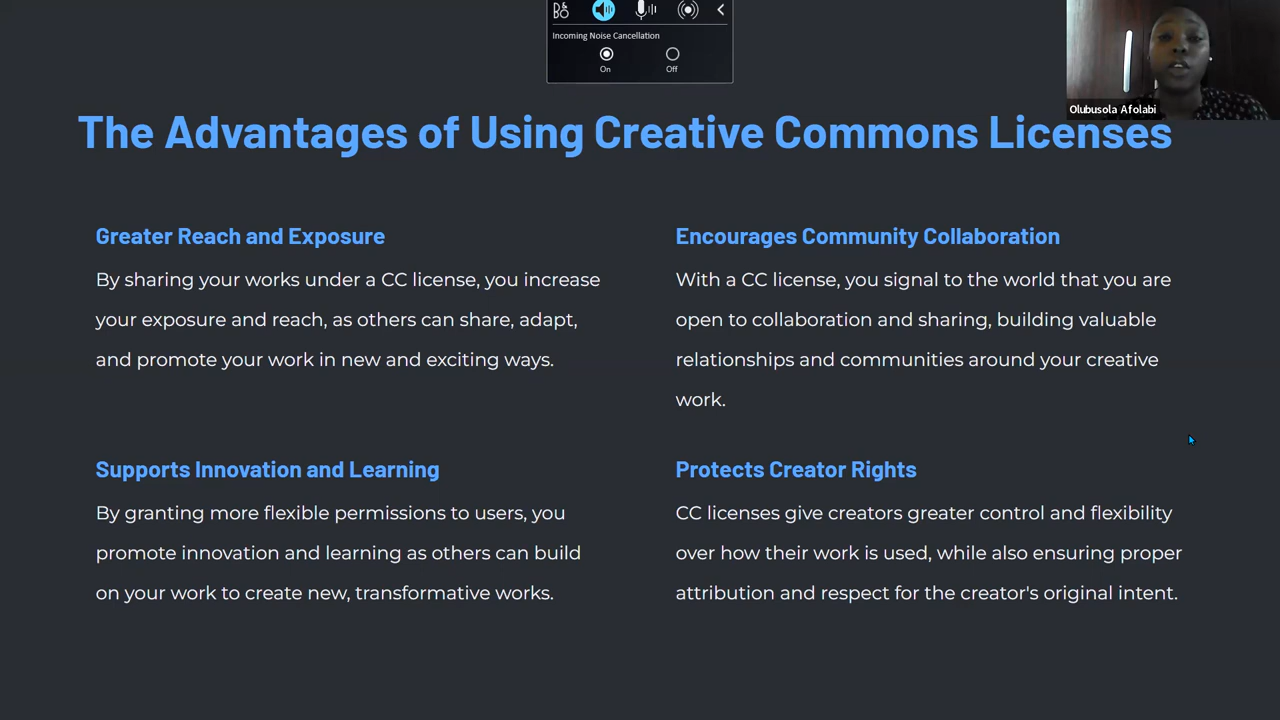 B&O
Incoming Noise Cancellation
On Off
Olubusola Afolabi
The Advantages of Using Creative Commons Licenses
Greater Reach and Exposure
By sharing your works under a CC license, you increase
your exposure and reach, as others can share, adapt,
and promote your work in new and exciting ways.
Encourages Community Collaboration
With a CC license, you signal to the world that you are
open to collaboration and sharing, building valuable
relationships and communities around your creative
work.
Supports Innovation and Learning
By granting more flexible permissions to users, you
promote innovation and learning as others can build
on your work to create new, transformative works.
Protects Creator Rights
CC licenses give creators greater control and flexibility
over how their work is used, while also ensuring proper
attribution and respect for the creator's original intent.